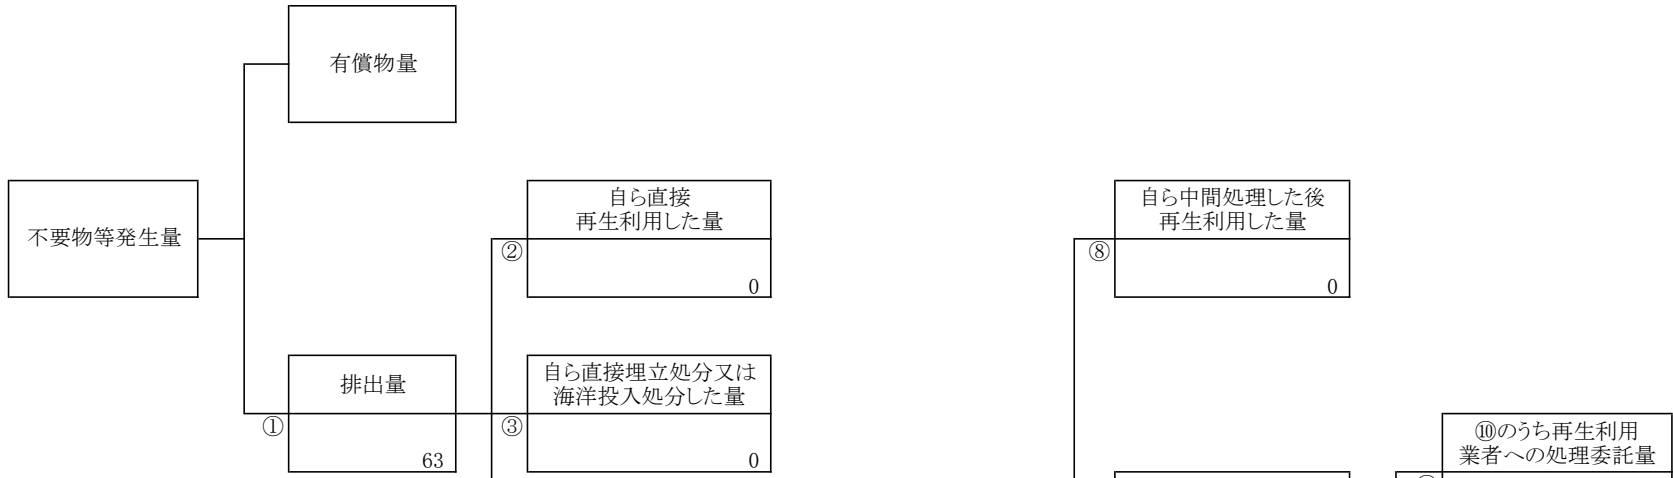 有償物量
不要物等発生量
自ら直接
再生利用した量
②
0
自ら中間処理した後
再生利用した量
⑧
0
排出量
①
63
自ら直接埋立処分又は
海洋投入処分した量
③
0
⑩のうち再生利用
業者への処理委託量